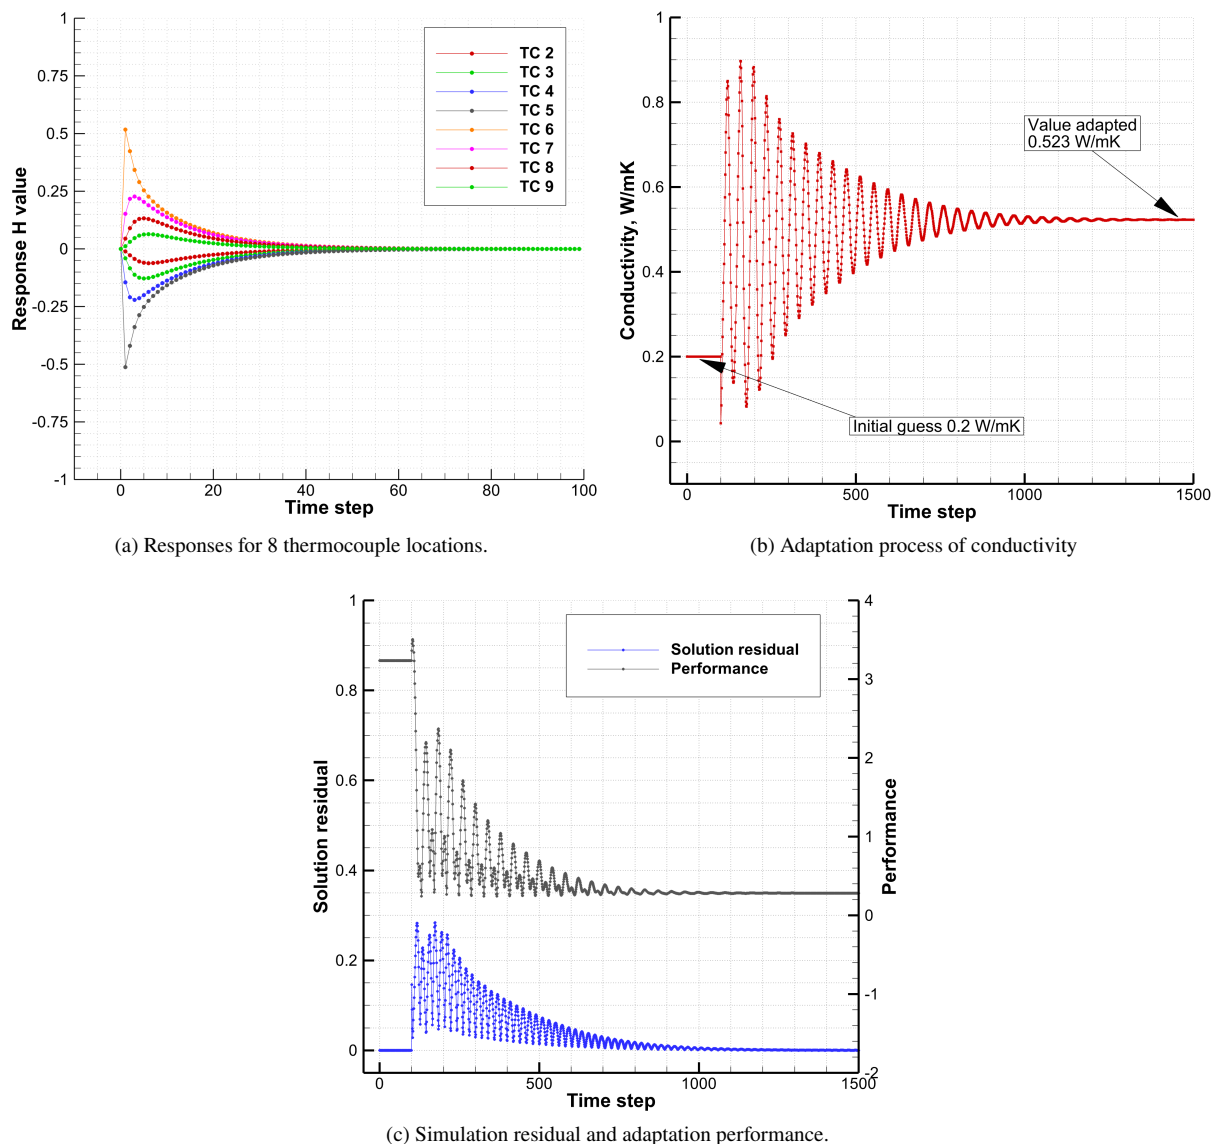 1
0.75
0.5
0.25
0
-0.25
-0.5
-0.75
-1
Response H value
0 20 40 60 80 100
Time step
TC 2
TC 3
TC 4
TC 5
TC 6
TC 7
TC 8
TC 9
(a) Responses for 8 thermocouple locations.
1
0.8
0.6
0.4
0.2
0
Conductivity, W/mK
0 500 1000 1500
Time step
Value adapted
0.523 W/mK
Initial guess 0.2 W/mK
(b) Adaptation process of conductivity
1
0.8
0.6
0.4
0.2
0
Solution residual
4
3
2
1
0
-1
-2
Performance
0 500 1000 1500
Time step
Solution residual
Performance
(c) Simulation residual and adaptation performance.